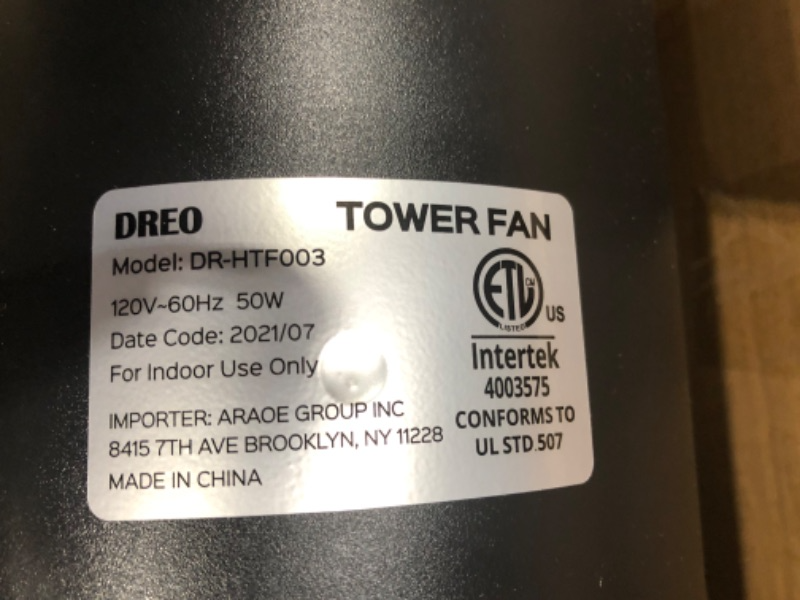 DREO
TOWER FAN
Model: DR-HTF003
120V~60Hz 50W
Date Code: 2021/07
For Indoor Use Only
IMPORTER: ARAOE GROUP INC
8415 7TH AVE BROOKLYN, NY 11228
MADE IN CHINA
ETL CM
LISTED
US
Intertek
4003575
CONFORMS TO
UL STD.507